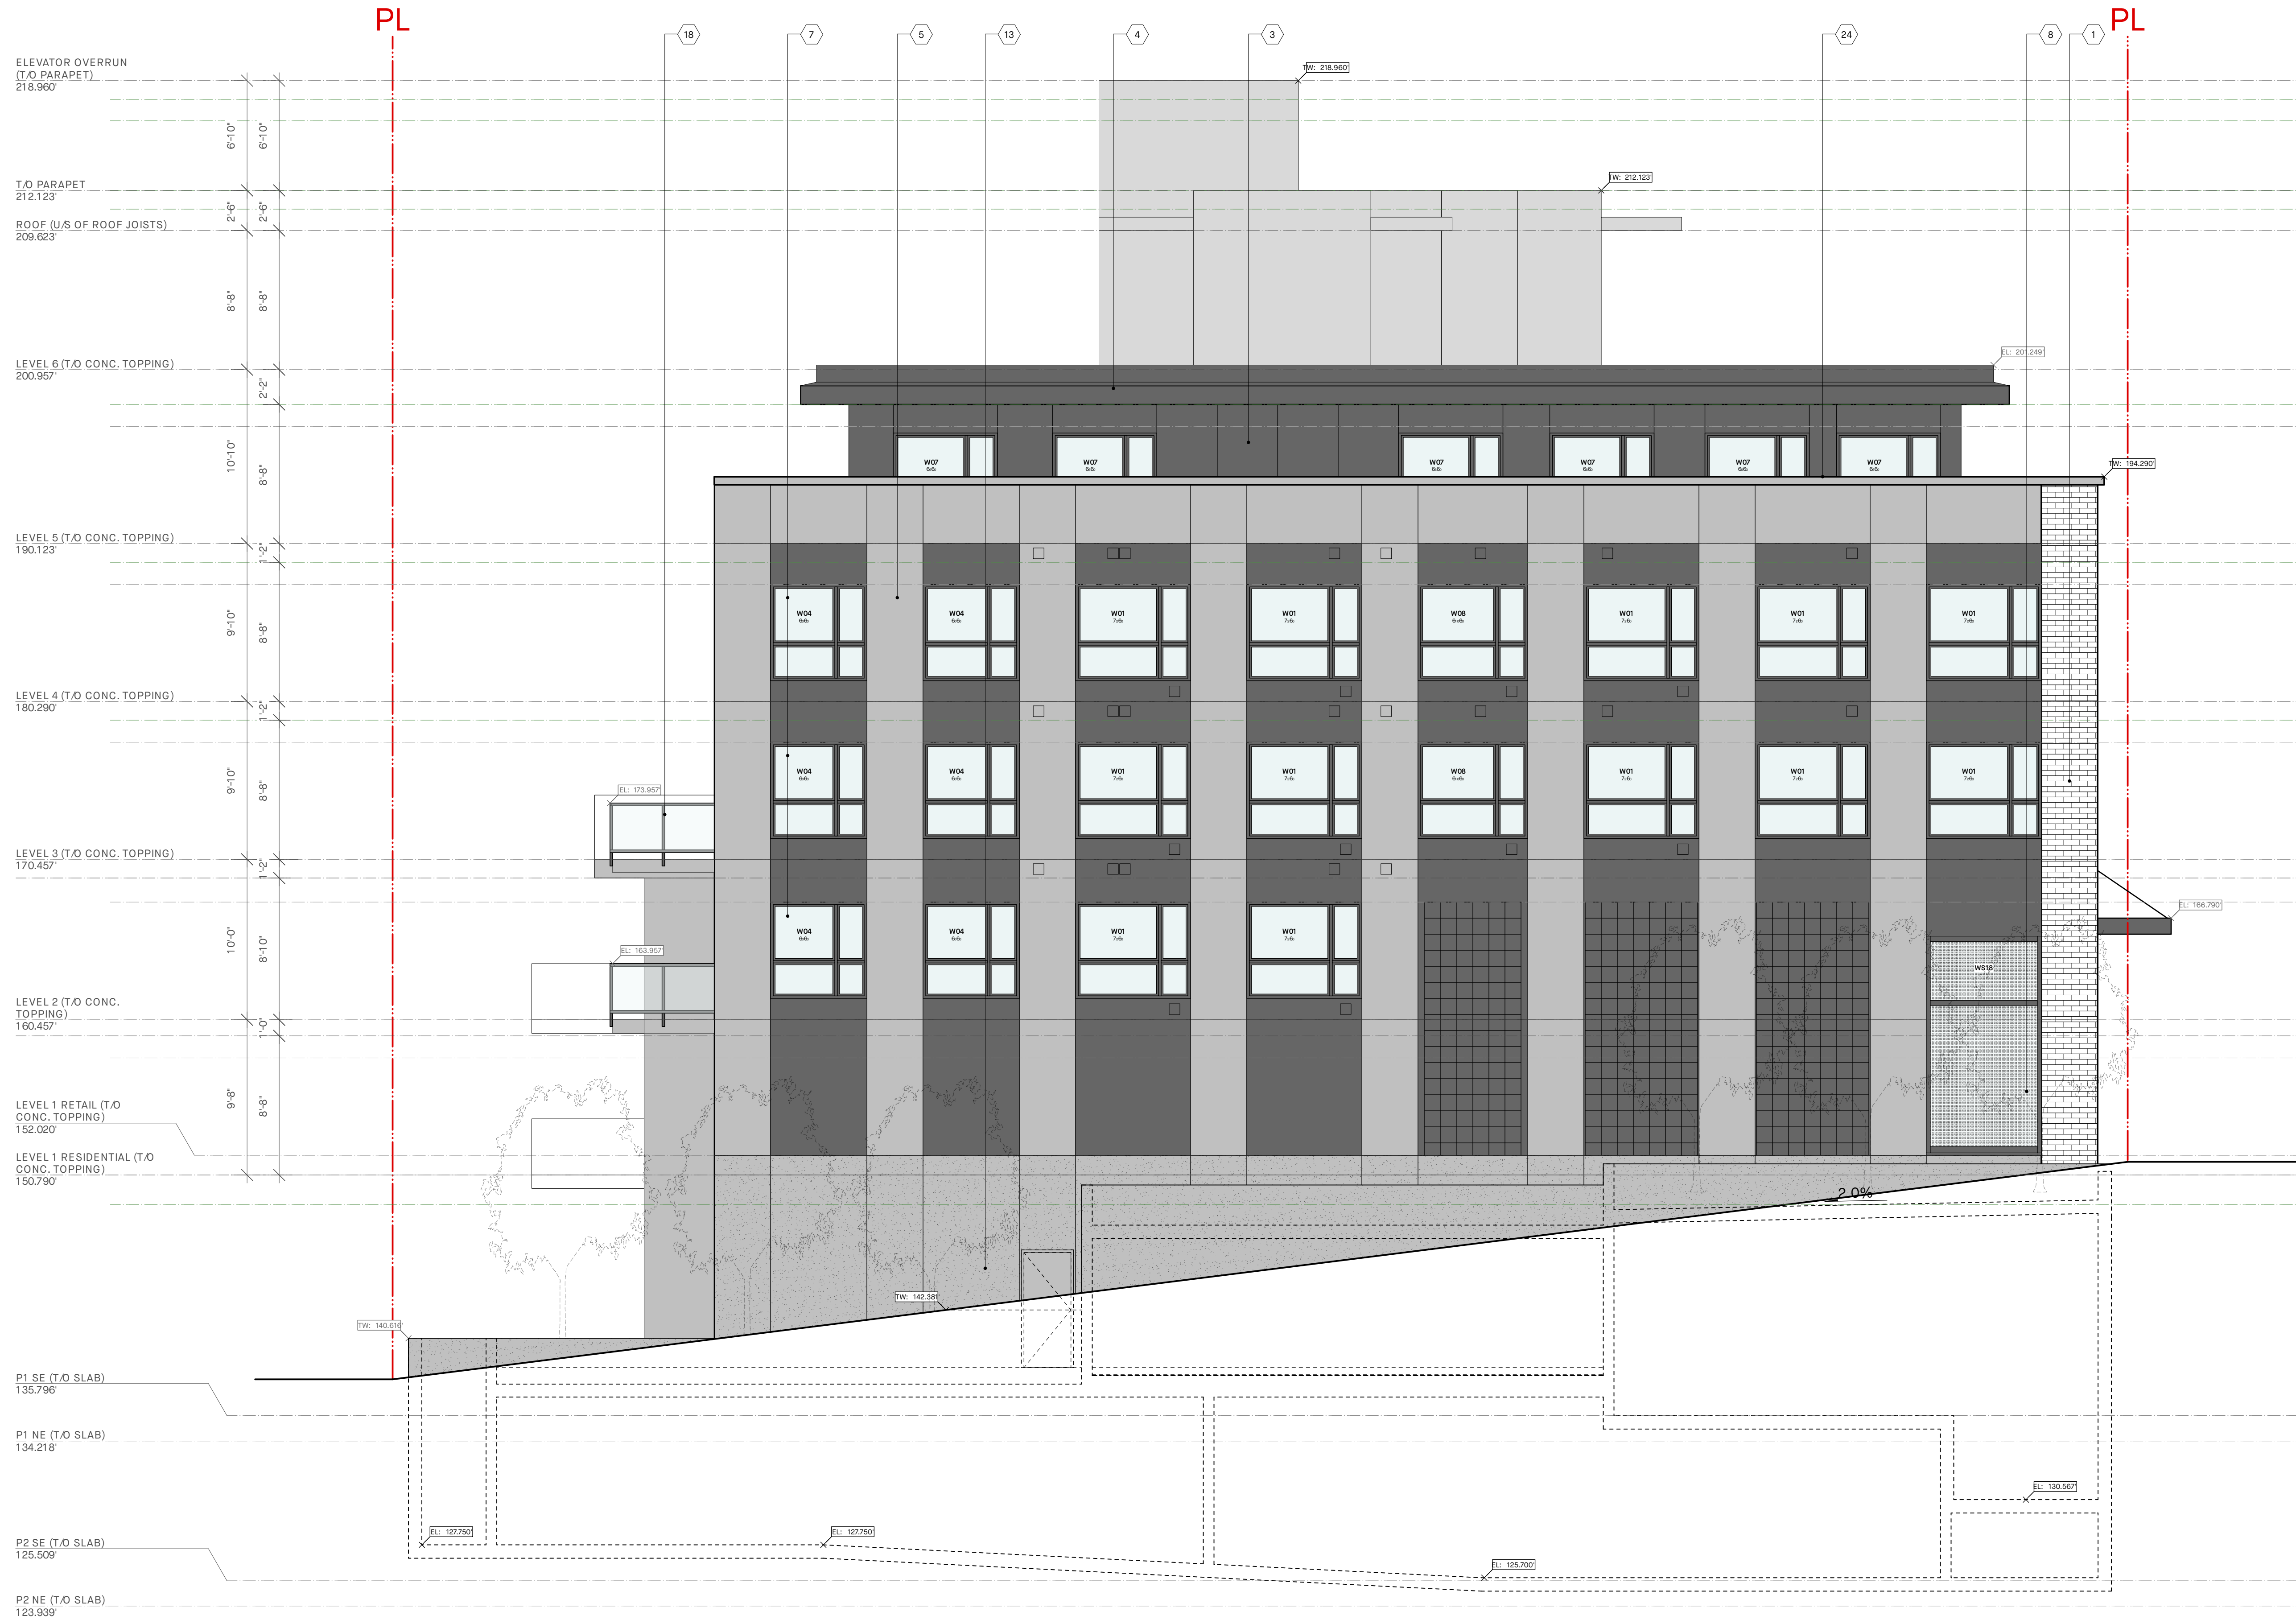 PL
PL
18
7
5
13
4
3
24
8
1
ELEVATOR OVERRUN
(T/O PARAPET)
218.960'
TW: 218.960'
6'-10"
6'-10"
T/O PARAPET
212.123'
TW: 212.123'
2'-6"
2'-6"
ROOF (U/S OF ROOF JOISTS)
209.623'
8'-8"
8'-8"
LEVEL 6 (T/O CONC. TOPPING)
200.957'
EL: 201.249'
2'-2"
10'-10"
8'-8"
W07
W07
W07
W07
W07
W07
TW: 194.290'
LEVEL 5 (T/O CONC. TOPPING)
190.123'
1'-2"
9'-10"
8'-8"
W04
W04
W01
W01
W08
W01
W01
W01
LEVEL 4 (T/O CONC. TOPPING)
180.290'
1'-2"
9'-10"
8'-8"
W04
W04
W01
W01
W08
W01
W01
W01
EL: 173.957'
LEVEL 3 (T/O CONC. TOPPING)
170.457'
1'-2"
EL: 166.790'
10'-0"
8'-10"
W04
W04
W01
W01
EL: 163.957'
WS18
LEVEL 2 (T/O CONC.
TOPPING)
160.457'
1'-0"
9'-8"
8'-8"
LEVEL 1 RETAIL (T/O
CONC. TOPPING)
152.020'
LEVEL 1 RESIDENTIAL (T/O
CONC. TOPPING)
150.790'
2.0%
TW: 142.381'
TW: 140.616'
P1 SE (T/O SLAB)
135.796'
P1 NE (T/O SLAB)
134.218'
EL: 130.567'
EL: 127.750'
EL: 127.750'
P2 SE (T/O SLAB)
125.509'
EL: 125.700'
P2 NE (T/O SLAB)
123.939'